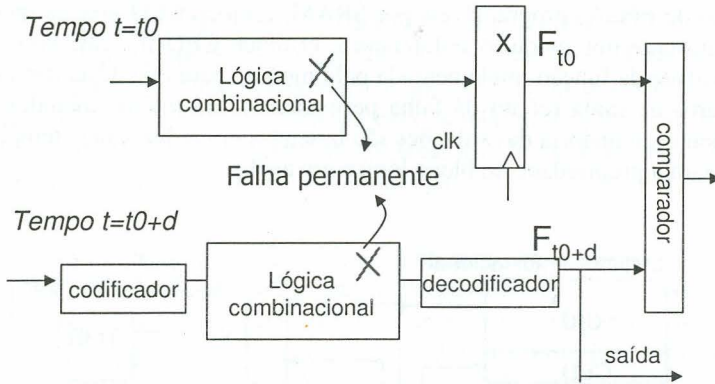 Tempo t=t0
Lógica
combinacional
X
F t0
clk
comparador
Falha permanente
Tempo t=t0+d
codificador
Lógica
combinacional
decodificador
F t0+d
saída